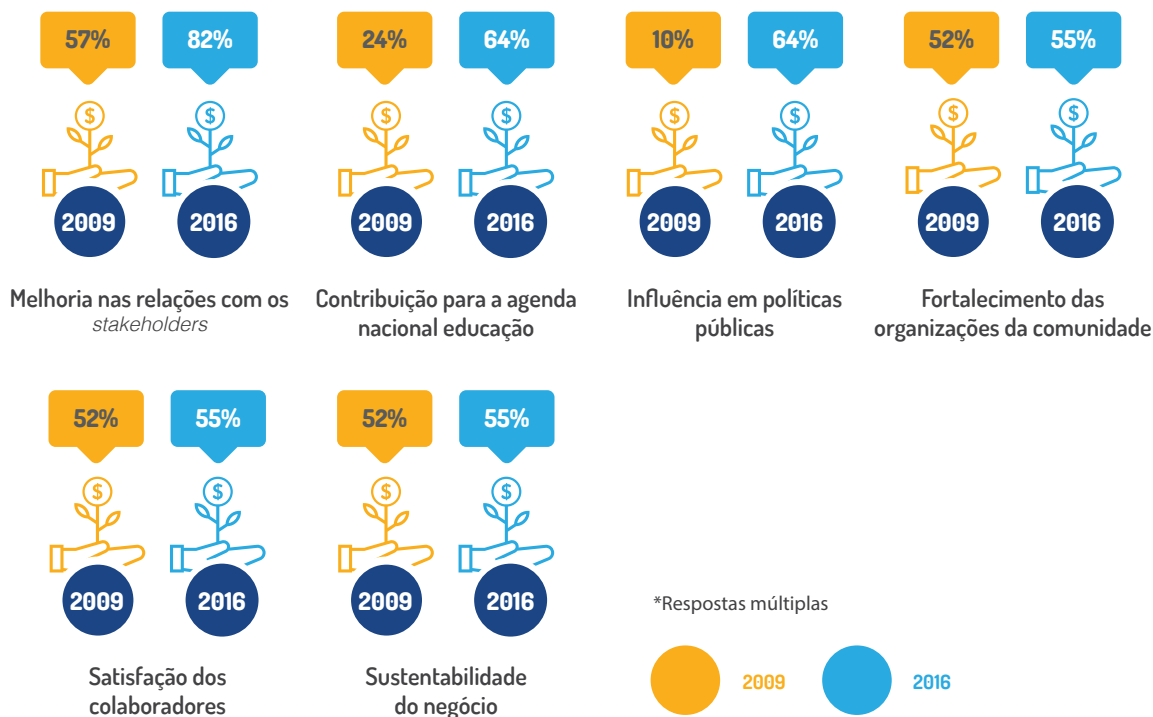 57% 82% 24% 64% 10% 64% 52% 55%
$ $ $ $ $ $ $ $
2009 2016 2009 2016 2009 2016 2009 2016
Melhoria nas relações com os
stakeholders
Contribuição para a agenda
nacional educação
Influência em políticas
públicas
Fortalecimento das
organizações da comunidade
52% 55% 52% 55%
$ $ $ $
2009 2016 2009 2016
Satisfação dos
colaboradores
Sustentabilidade
do negócio
*Respostas múltiplas
2009 2016